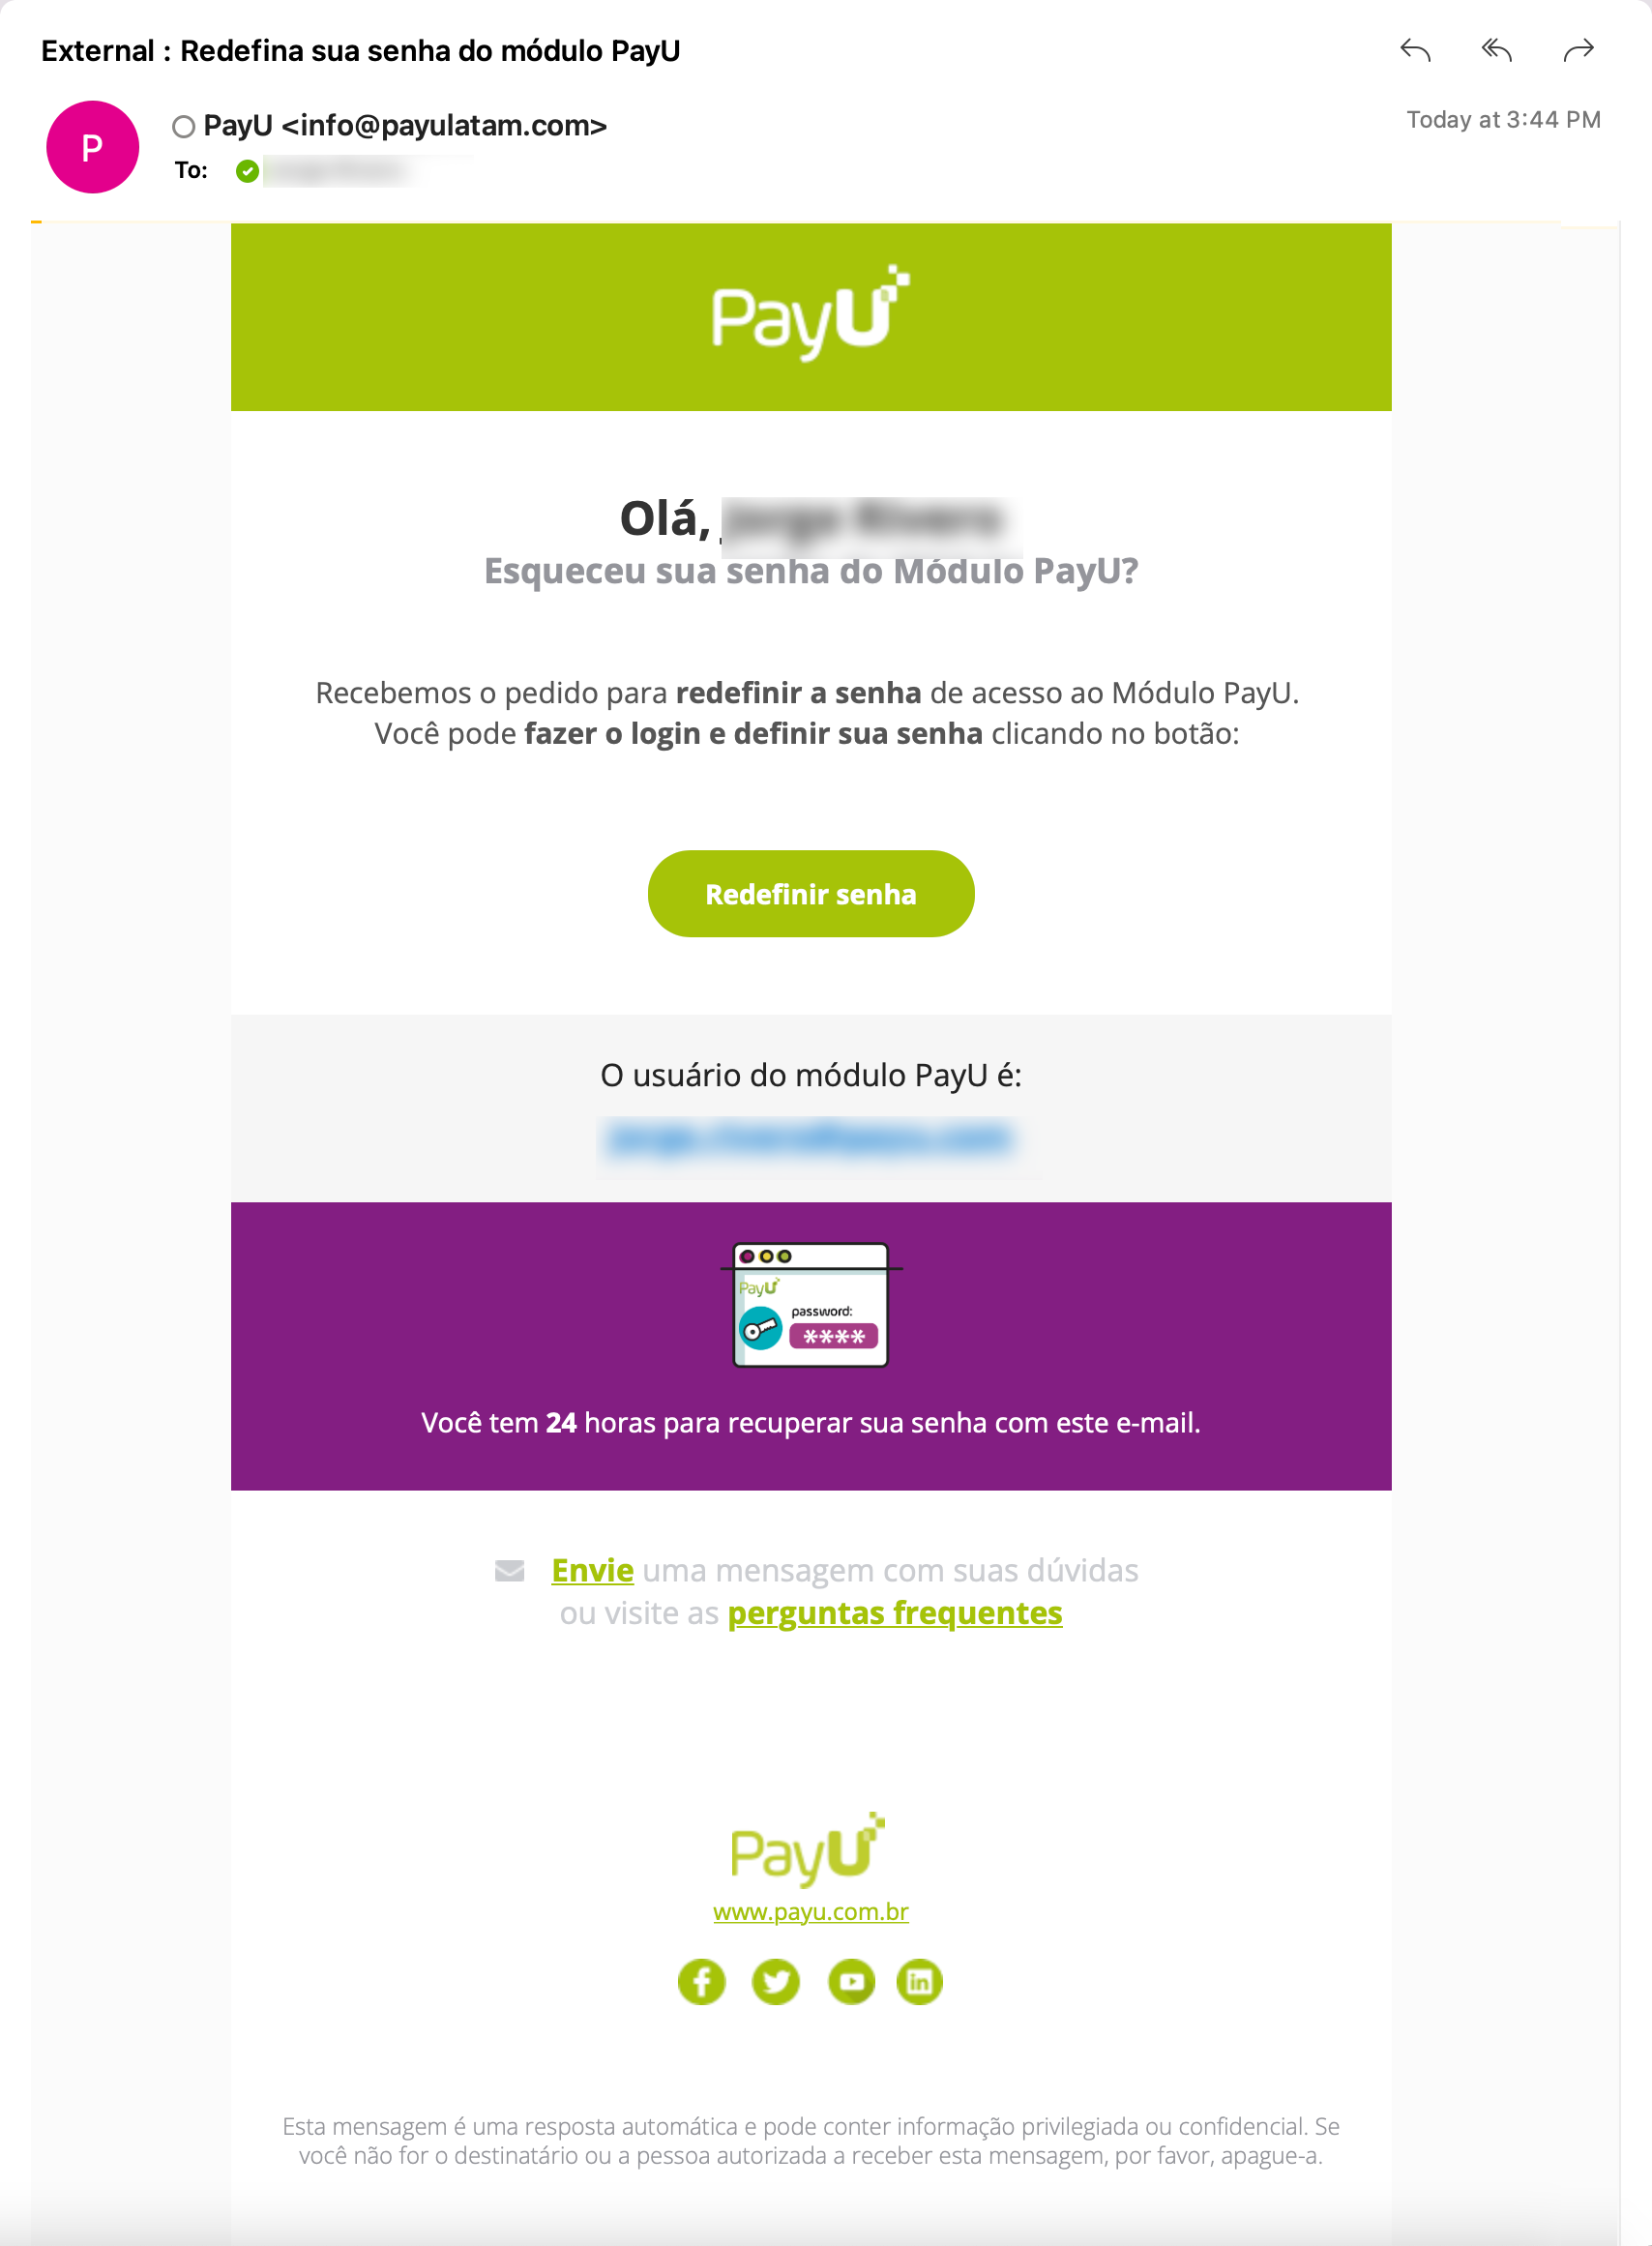 External : Redefina sua senha do módulo PayU
P
PayU <info@payulatam.com>
Today at 3:44 PM
To:
PayU
Olá,
Esqueceu sua senha do Módulo PayU?
Recebemos o pedido para redefinir a senha de acesso ao Módulo PayU.
Você pode fazer o login e definir sua senha clicando no botão:
Redefinir senha
O usuário do módulo PayU é:
PayU
password:
****
Você tem 24 horas para recuperar sua senha com este e-mail.
Envie uma mensagem com suas dúvidas
ou visite as perguntas frequentes
PayU
www.payu.com.br
Esta mensagem é uma resposta automática e pode conter informação privilegiada ou confidencial. Se
você não for o destinatário ou a pessoa autorizada a receber esta mensagem, por favor, apague-a.